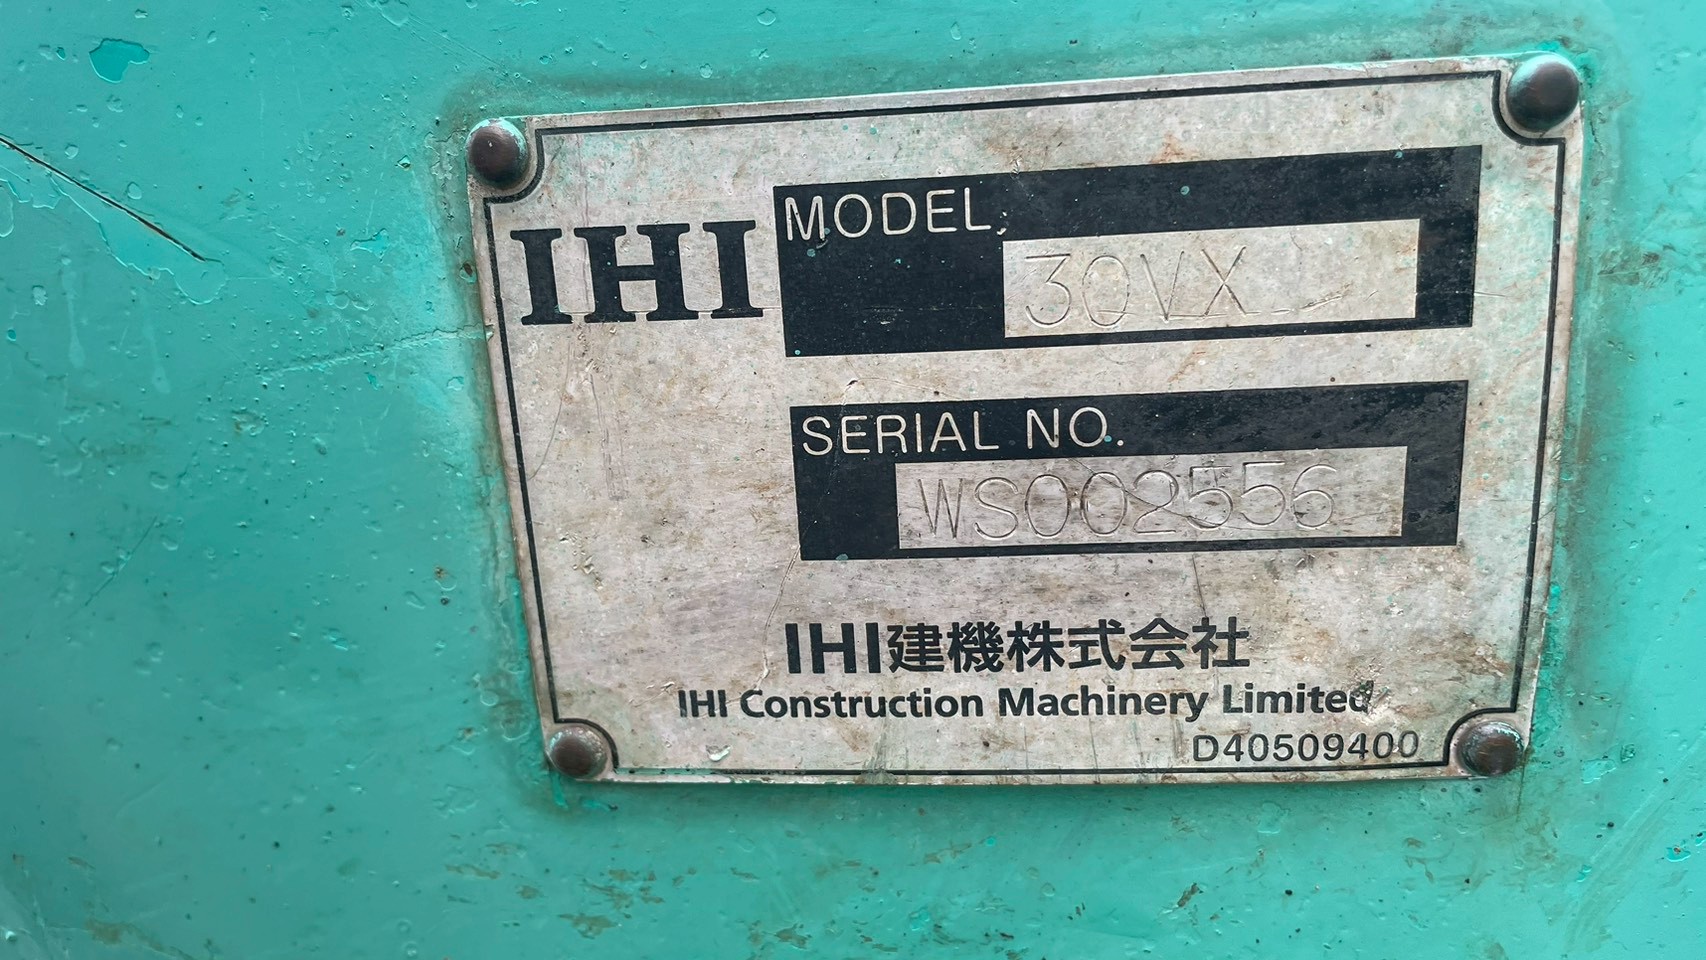 IHI
MODEL
30VX
SERIAL NO.
WS002556
IHI建機株式会社
IHI Construction Machinery Limited
D40509400